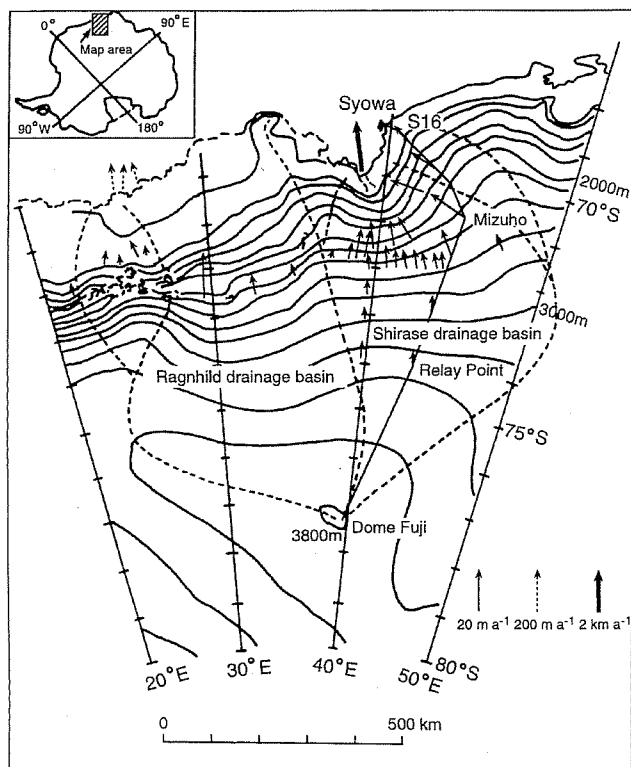 0°
90°E
Map area
90°W
180°
Syowa
S16
2000m
70°S
Mizuho
3000m
Shirase drainage basin
Ragnhild drainage basin
Relay Point
75°S
3800m
Dome Fuji
20 m a⁻¹
200 m a⁻¹
2 km a⁻¹
20°E
30°E
40°E
50°E
80°S
0
500 km